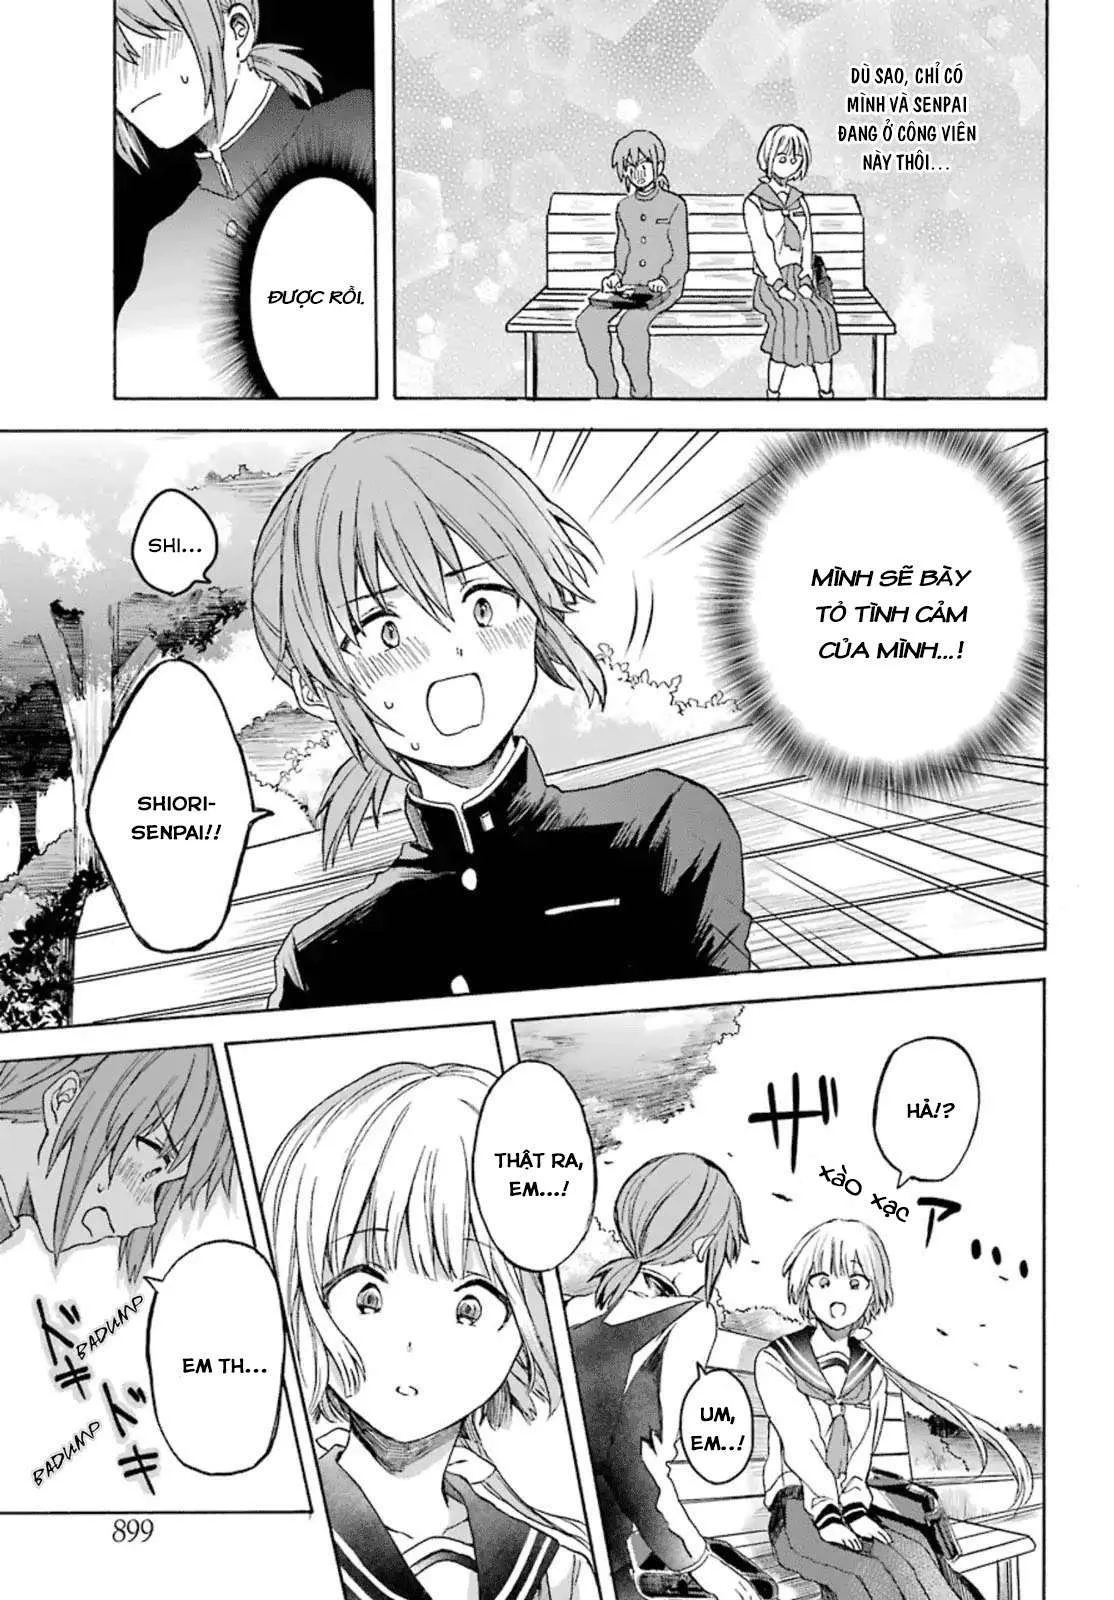 DÙ SAO, CHỈ CÓ
MÌNH VÀ SENPAI
ĐANG Ở CÔNG VIÊN
NÀY THÔI...
ĐƯỢC RỒI.
MÌNH SẼ BÀY
TỎ TÌNH CẢM
CỦA MÌNH...!
SHI...
SHIORI-
SENPAI!!
HẢ!?
ザァ...
XÀO XẠC
UM,
EM..!
THẬT RA,
EM...!
EM TH...
ドキ
BADUMP
ドキ
BADUMP
899